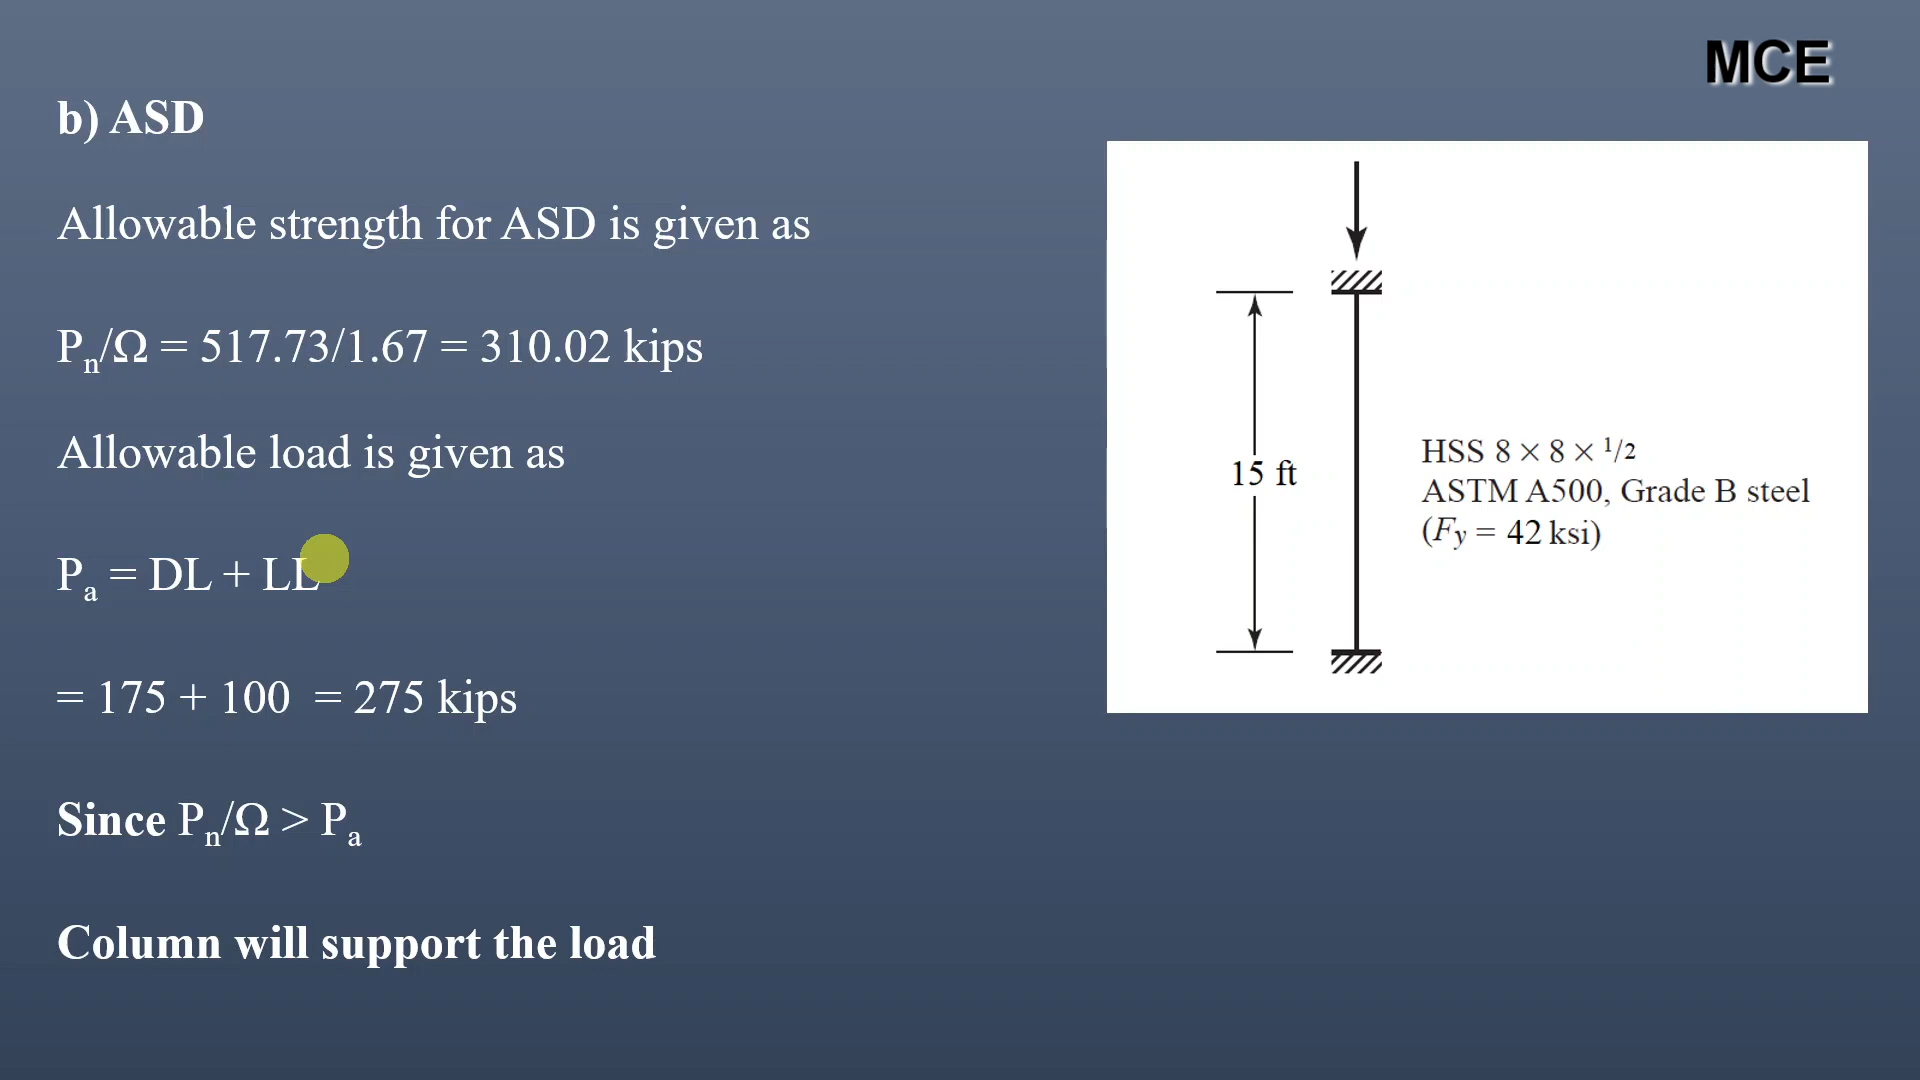 MCE
b) ASD
Allowable strength for ASD is given as
Pn/Ω = 517.73/1.67 = 310.02 kips
Allowable load is given as
Pa = DL + LL
= 175 + 100 = 275 kips
Since Pn/Ω > Pa
Column will support the load
15 ft
HSS 8 × 8 × 1/2
ASTM A500, Grade B steel
(Fy = 42 ksi)